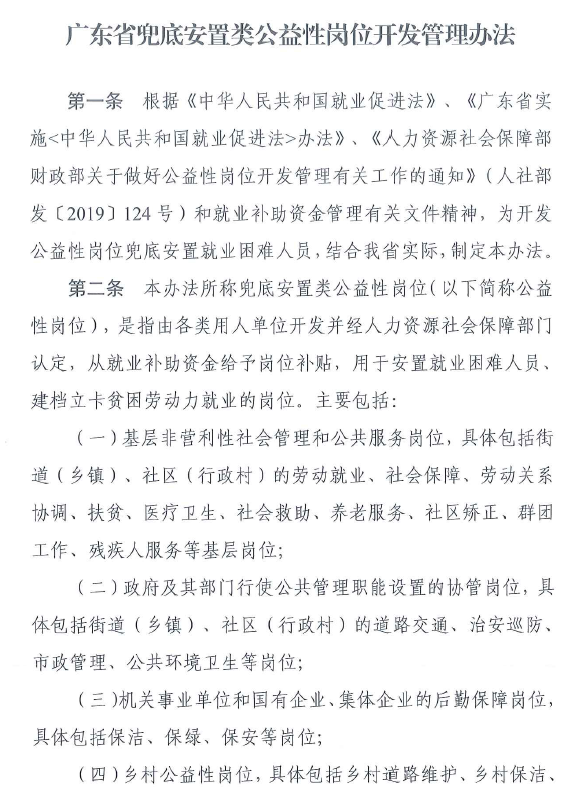 广东省兜底安置类公益性岗位开发管理办法
第一条 根据《中华人民共和国就业促进法》、《广东省实
施<中华人民共和国就业促进法>办法》、《人力资源社会保障部
财政部关于做好公益性岗位开发管理有关工作的通知》（人社部
发〔2019〕124号）和就业补助资金管理有关文件精神，为开发
公益性岗位兜底安置就业困难人员，结合我省实际，制定本办法。
第二条 本办法所称兜底安置类公益性岗位（以下简称公益
性岗位），是指由各类用人单位开发并经人力资源社会保障部门
认定，从就业补助资金给予岗位补贴，用于安置就业困难人员、
建档立卡贫困劳动力就业的岗位。主要包括：
（一）基层非营利性社会管理和公共服务岗位，具体包括街
道（乡镇）、社区（行政村）的劳动就业、社会保障、劳动关系
协调、扶贫、医疗卫生、社会救助、养老服务、社区矫正、群团
工作、残疾人服务等基层岗位；
（二）政府及其部门行使公共管理职能设置的协管岗位，具
体包括街道（乡镇）、社区（行政村）的道路交通、治安巡防、
市政管理、公共环境卫生等岗位；
（三）机关事业单位和国有企业、集体企业的后勤保障岗位，
具体包括保洁、保绿、保安等岗位；
（四）乡村公益性岗位，具体包括乡村道路维护、乡村保洁、